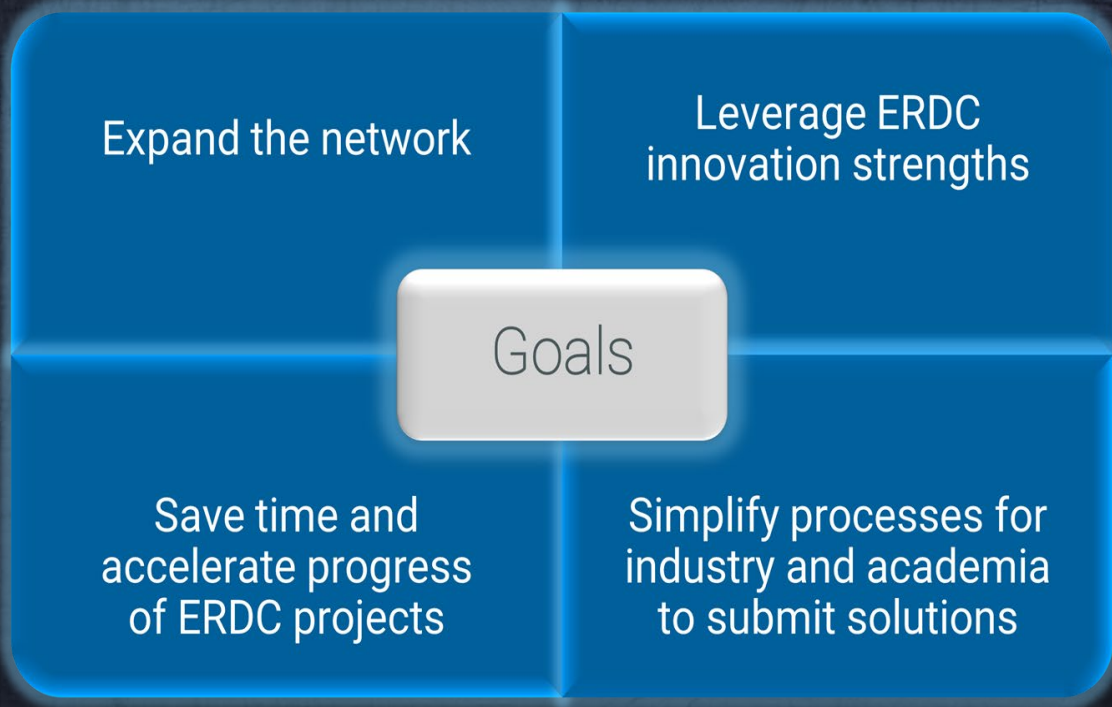 Expand the network
Leverage ERDC
innovation strengths
Goals
Save time and
accelerate progress
of ERDC projects
Simplify processes for
industry and academia
to submit solutions